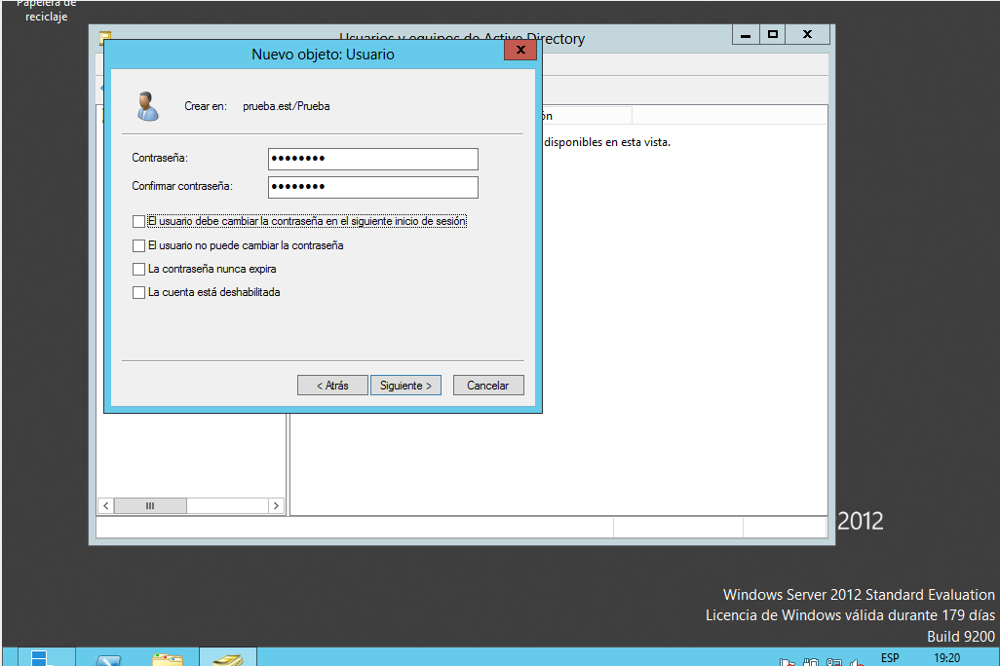 Papelera de
reciclaje
Usuarios y equipos de Active Directory
Nuevo objeto: Usuario
Crear en: prueba.est/Prueba
ón
disponibles en esta vista.
Contraseña: ••••••••
Confirmar contraseña: ••••••••
El usuario debe cambiar la contraseña en el siguiente inicio de sesión
El usuario no puede cambiar la contraseña
La contraseña nunca expira
La cuenta está deshabilitada
< Atrás
Siguiente >
Cancelar
2012
Windows Server 2012 Standard Evaluation
Licencia de Windows válida durante 179 días
Build 9200
ESP
19:20